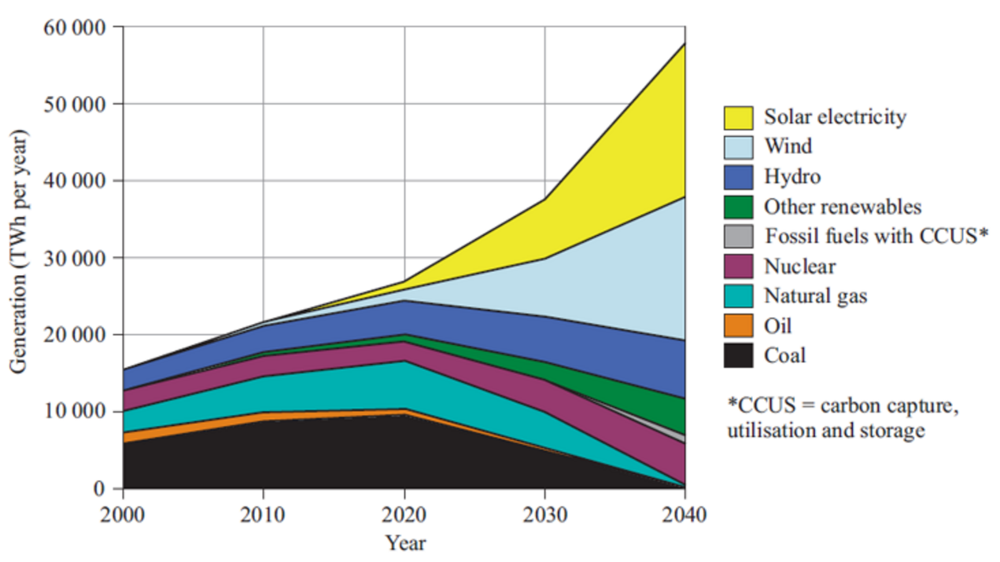 60 000
50 000
40 000
30 000
20 000
10 000
0
Generation (TWh per year)
2000 2010 2020 2030 2040
Year
Solar electricity
Wind
Hydro
Other renewables
Fossil fuels with CCUS*
Nuclear
Natural gas
Oil
Coal
*CCUS = carbon capture,
utilisation and storage